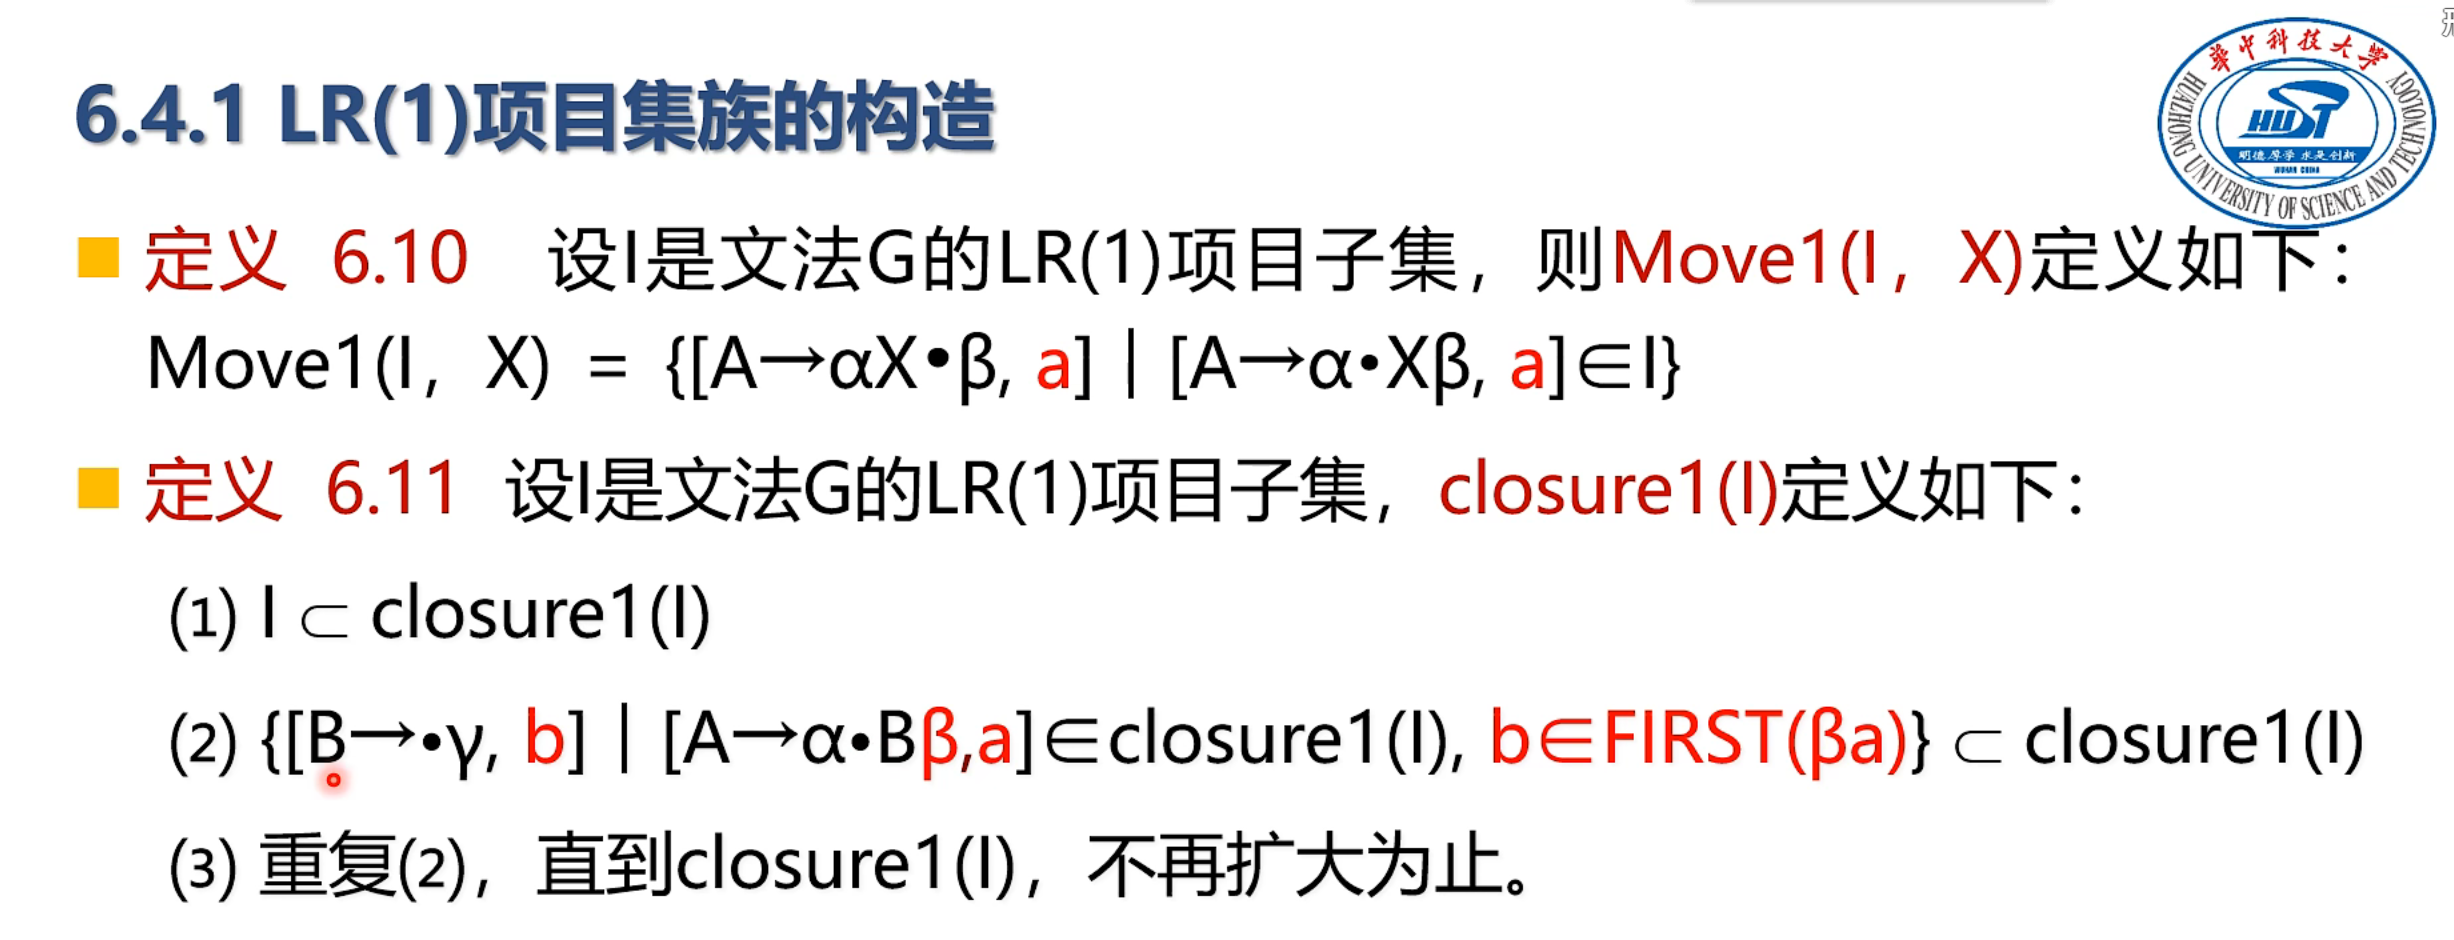 6.4.1 LR(1)项目集族的构造
华中科技大学
HUAZHONG UNIVERSITY OF SCIENCE AND TECHNOLOGY
HUST
明德厚学 求是创新
WUHAN CHINA
定义 6.10 设I是文法G的LR(1)项目子集，则Move1(I，X)定义如下：
Move1(I，X) = {[A→αX•β, a]｜[A→α•Xβ, a]∈I}
定义 6.11 设I是文法G的LR(1)项目子集，closure1(I)定义如下：
(1) I ⊂ closure1(I)
(2) {[B→•γ, b]｜[A→α•Bβ,a]∈closure1(I), b∈FIRST(βa)} ⊂ closure1(I)
(3) 重复(2)，直到closure1(I)，不再扩大为止。